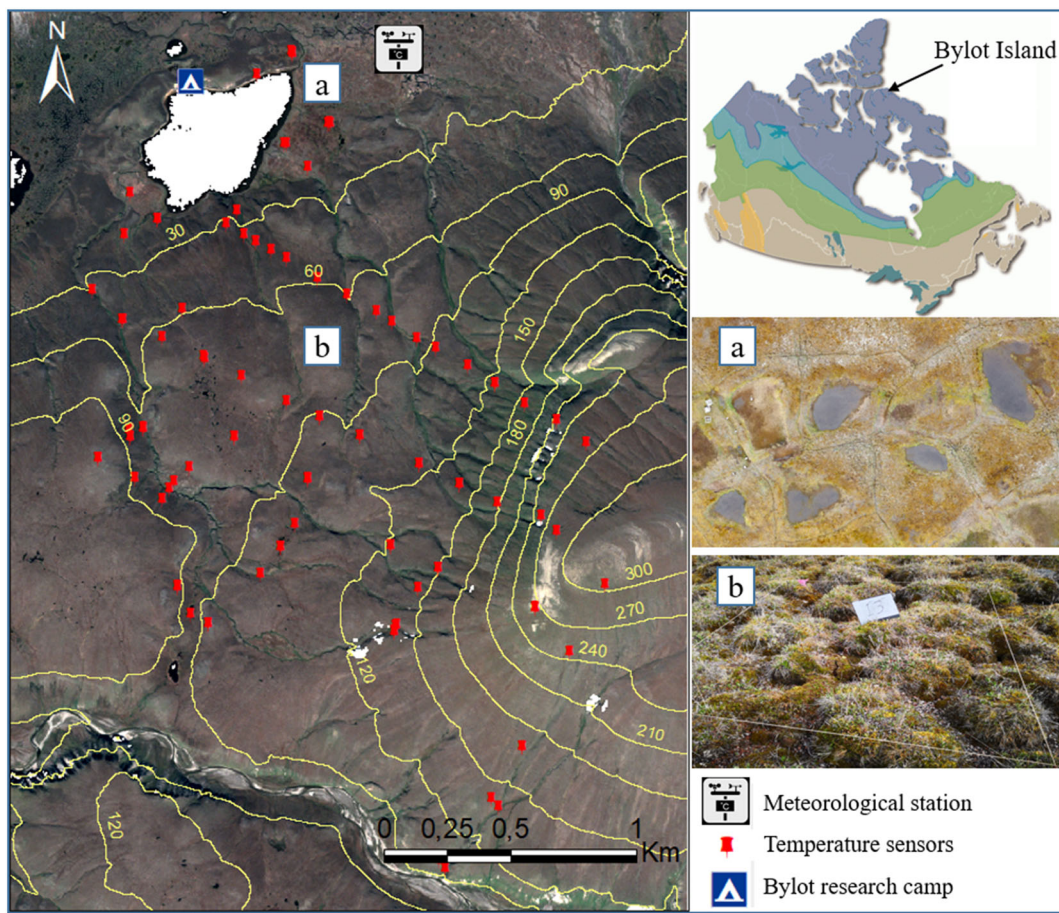 N
a
30
60
90
b
90
150
180
300
270
240
210
120
120
0 0,25 0,5 1
Km
°C
Bylot Island
a
b
°C
Meteorological station
Temperature sensors
Bylot research camp